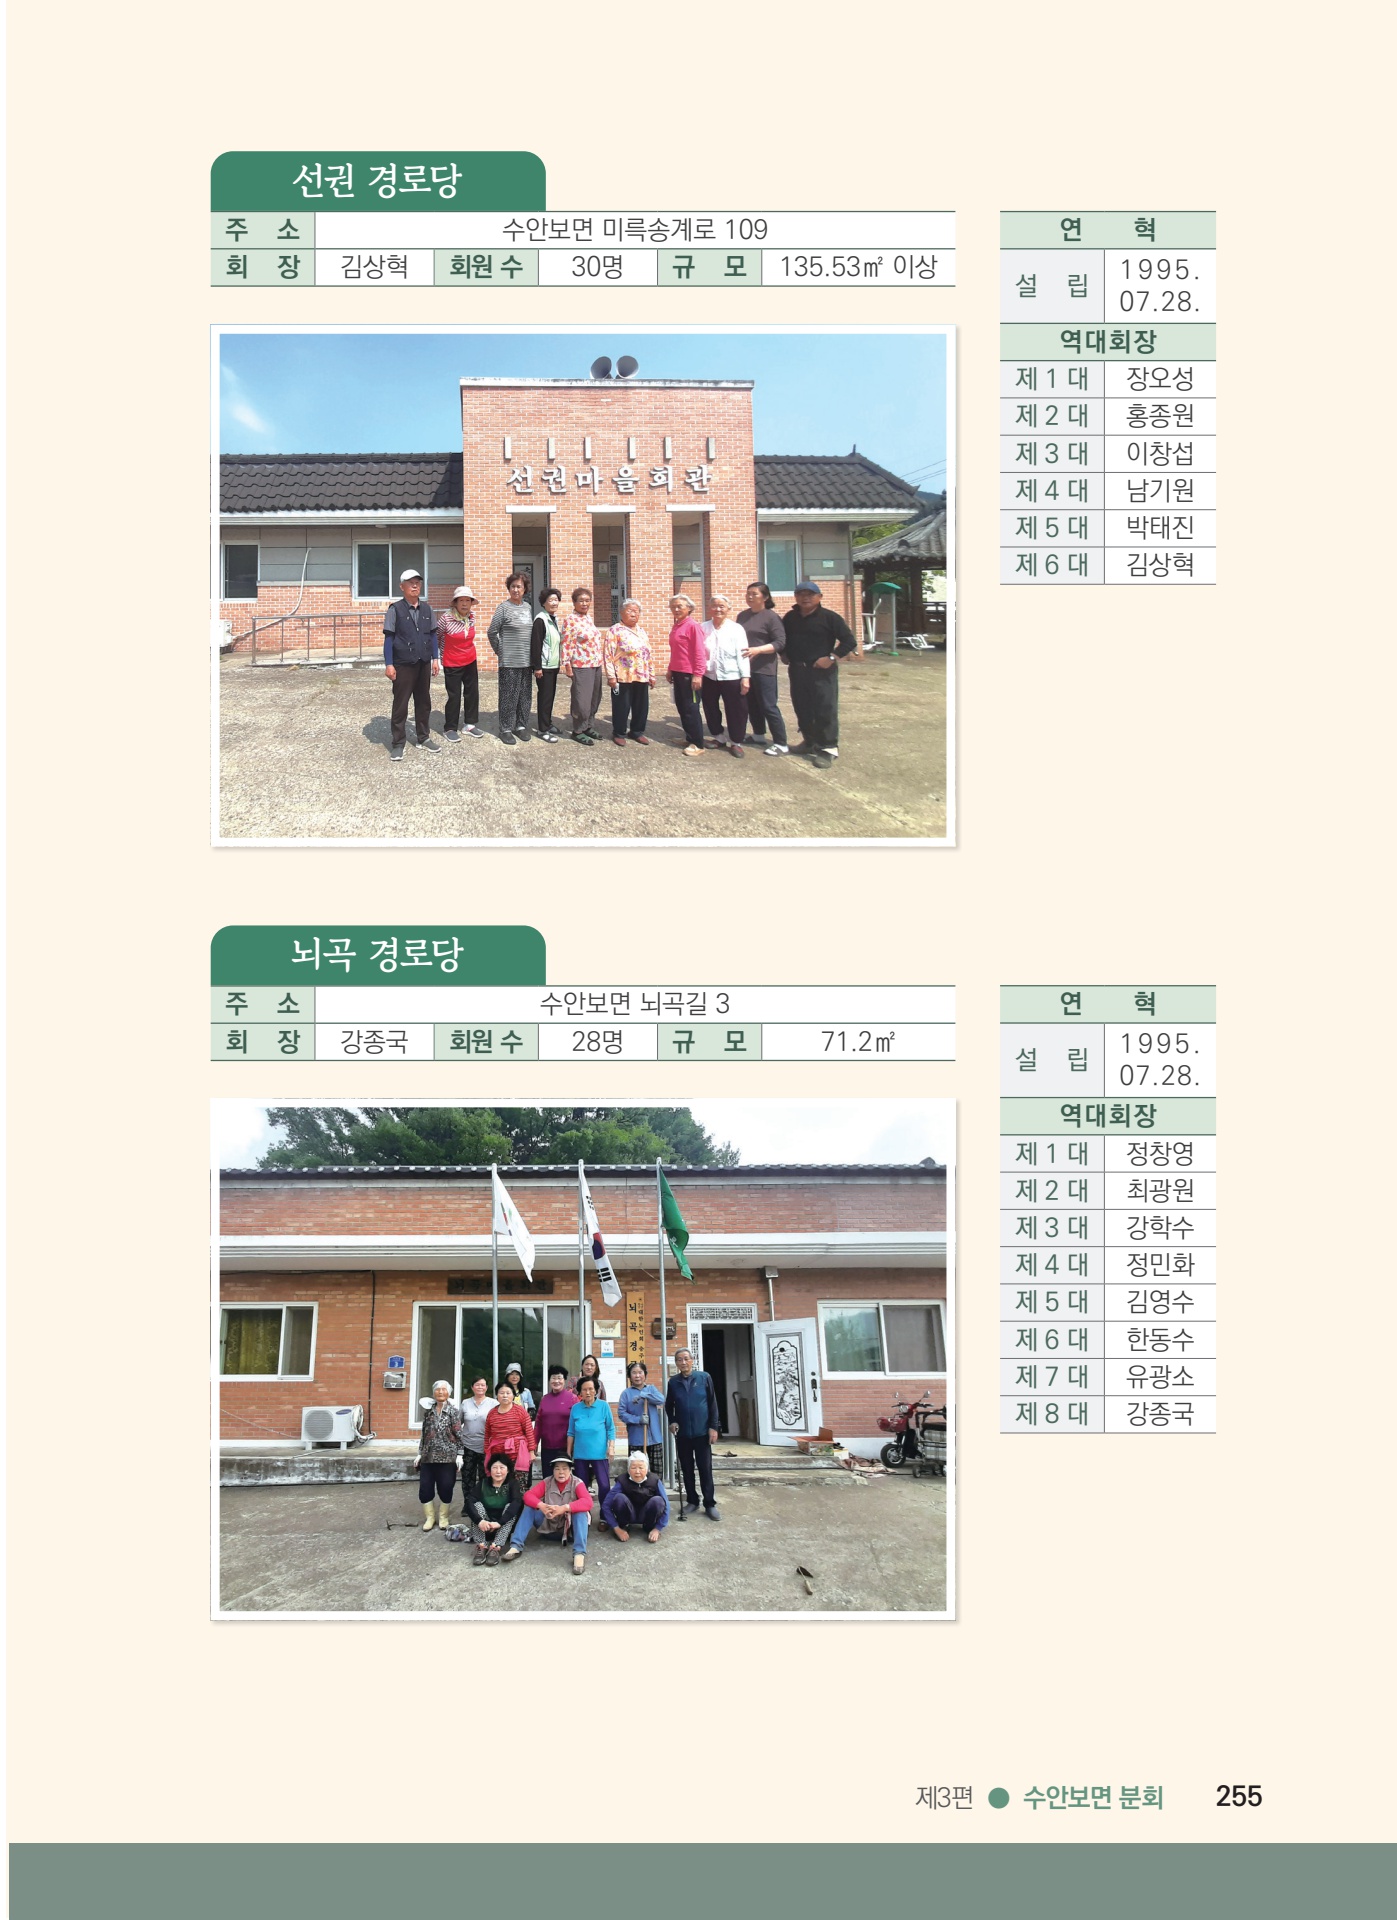 선권 경로당
주 소 수안보면 미륵송계로 109
회 장 김상혁 회원 수 30명 규 모 135.53㎡ 이상
연 혁
설 립 1995.
07.28.
역대회장
제 1 대 장오성
제 2 대 홍종원
제 3 대 이창섭
제 4 대 남기원
제 5 대 박태진
제 6 대 김상혁
선권마을회관
뇌곡 경로당
주 소 수안보면 뇌곡길 3
회 장 강종국 회원 수 28명 규 모 71.2㎡
연 혁
설 립 1995.
07.28.
역대회장
제 1 대 정창영
제 2 대 최광원
제 3 대 강학수
제 4 대 정민화
제 5 대 김영수
제 6 대 한동수
제 7 대 유광소
제 8 대 강종국
뇌곡경
제3편 ● 수안보면 분회 255